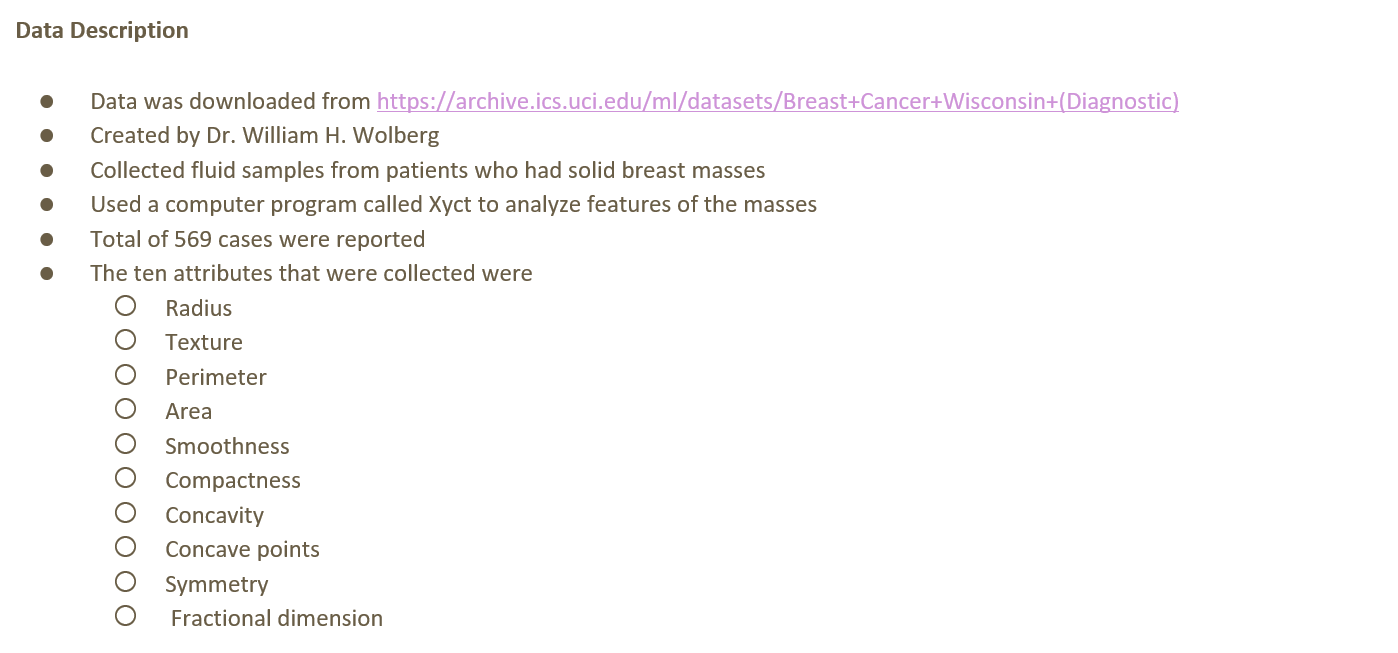 Data Description
● Data was downloaded from https://archive.ics.uci.edu/ml/datasets/Breast+Cancer+Wisconsin+(Diagnostic)
● Created by Dr. William H. Wolberg
● Collected fluid samples from patients who had solid breast masses
● Used a computer program called Xyct to analyze features of the masses
● Total of 569 cases were reported
● The ten attributes that were collected were
○ Radius
○ Texture
○ Perimeter
○ Area
○ Smoothness
○ Compactness
○ Concavity
○ Concave points
○ Symmetry
○ Fractional dimension